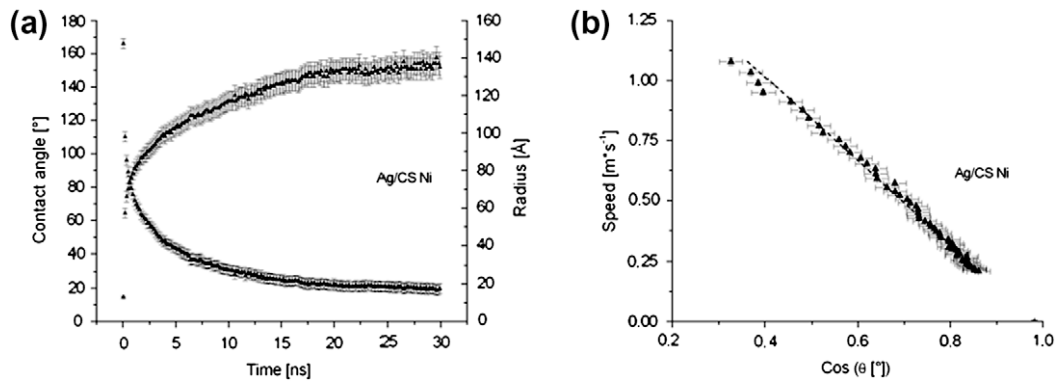 (a)
180
160
140
120
100
80
60
40
20
0
Contact angle [°]
160
140
120
100
80
60
40
20
0
Radius [Å]
Ag/CS Ni
0 5 10 15 20 25 30
Time [ns]
(b)
1.25
1.00
0.75
0.50
0.25
0.00
Speed [m*s⁻¹]
Ag/CS Ni
0.2 0.4 0.6 0.8 1.0
Cos (θ [°])